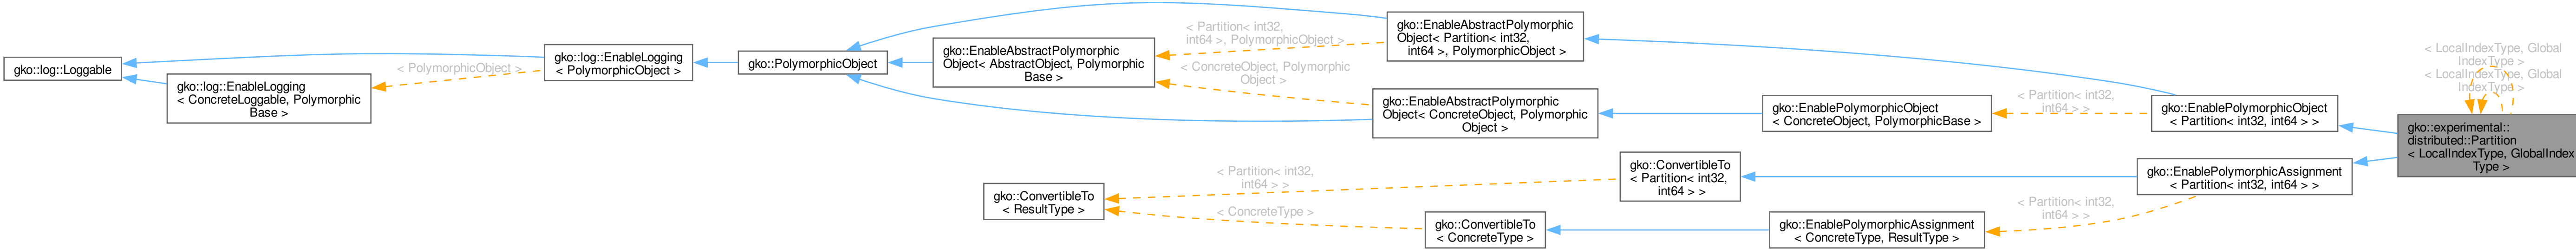 gko::log::Loggable
gko::log::EnableLogging
< ConcreteLoggable, Polymorphic
Base >
< PolymorphicObject >
gko::log::EnableLogging
< PolymorphicObject >
gko::PolymorphicObject
gko::EnableAbstractPolymorphic
Object< AbstractObject, Polymorphic
Base >
< Partition< int32,
int64 >, PolymorphicObject >
< ConcreteObject, Polymorphic
Object >
gko::EnableAbstractPolymorphic
Object< Partition< int32,
int64 >, PolymorphicObject >
gko::EnableAbstractPolymorphic
Object< ConcreteObject, Polymorphic
Object >
gko::EnablePolymorphicObject
< ConcreteObject, PolymorphicBase >
< Partition< int32,
int64 > >
gko::EnablePolymorphicObject
< Partition< int32, int64 > >
< LocalIndexType, Global
IndexType >
< LocalIndexType, Global
IndexType >
gko::experimental::
distributed::Partition
< LocalIndexType, GlobalIndex
Type >
gko::ConvertibleTo
< ResultType >
< Partition< int32,
int64 > >
< ConcreteType >
gko::ConvertibleTo
< Partition< int32,
int64 > >
gko::ConvertibleTo
< ConcreteType >
gko::EnablePolymorphicAssignment
< ConcreteType, ResultType >
< Partition< int32,
int64 > >
gko::EnablePolymorphicAssignment
< Partition< int32, int64 > >